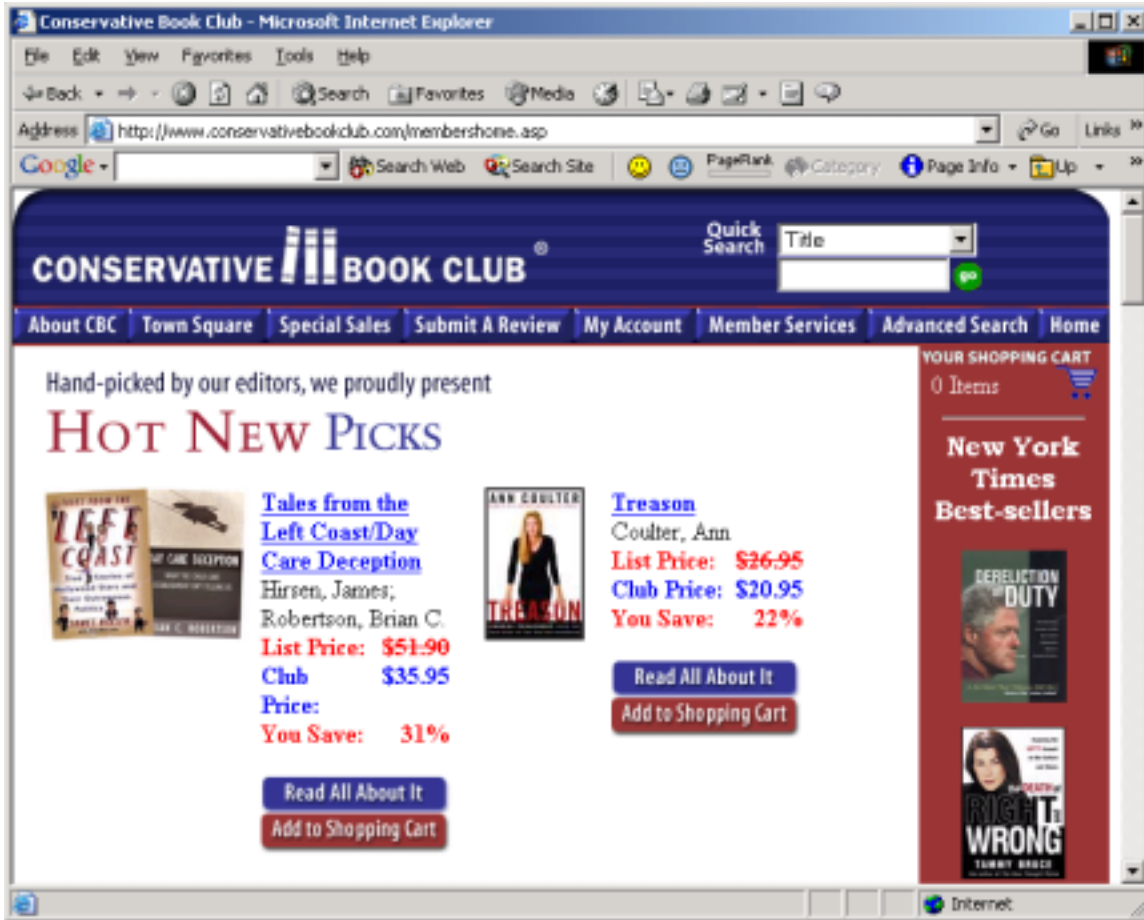 Conservative Book Club - Microsoft Internet Explorer
File Edit View Favorites Tools Help
Back Search Favorites Media
Address http://www.conservativebookclub.com/membershome.asp Go Links »
Google Search Web Search Site PageRank Category Page Info Up »
CONSERVATIVE BOOK CLUB ®
Quick Search Title
go
About CBC Town Square Special Sales Submit A Review My Account Member Services Advanced Search Home
Hand-picked by our editors, we proudly present
HOT NEW PICKS
LEFT
COAST
DAY CARE DECEPTION
BRIAN C. ROBERTSON
Tales from the
Left Coast/Day
Care Deception
Hirsen, James;
Robertson, Brian C.
List Price: $51.90
Club $35.95
Price:
You Save: 31%
Read All About It
Add to Shopping Cart
ANN COULTER
TREASON
Treason
Coulter, Ann
List Price: $26.95
Club Price: $20.95
You Save: 22%
Read All About It
Add to Shopping Cart
YOUR SHOPPING CART
0 Items
New York
Times
Best-sellers
DERELICTION
OF DUTY
the DEATH of
RIGHT &
WRONG
TAMMY BRUCE
Internet